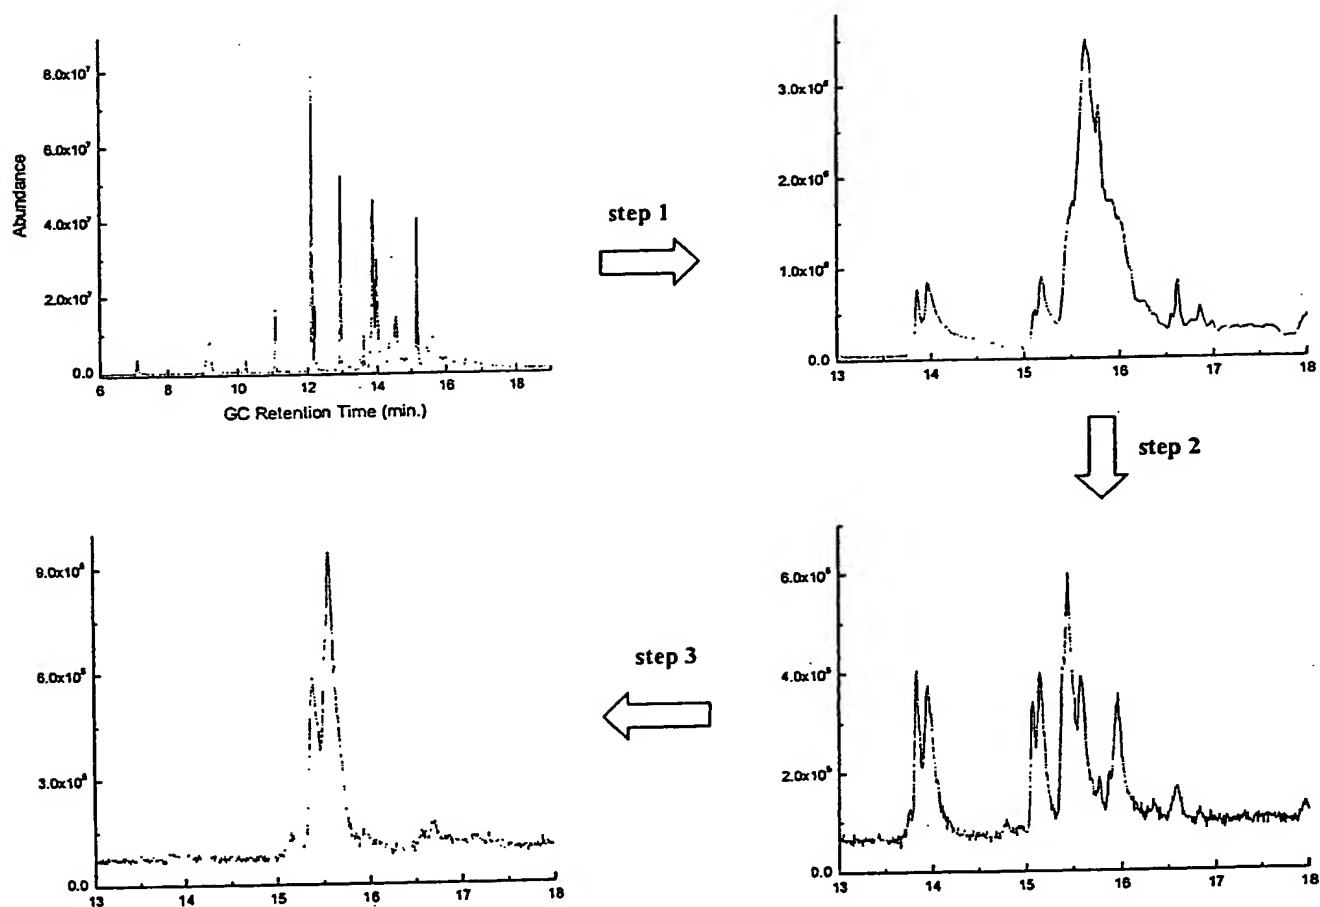 8.0x10⁷
6.0x10⁷
4.0x10⁷
2.0x10⁷
0.0
Abundance
6 8 10 12 14 16 18
GC Retention Time (min.)
step 1
3.0x10⁶
2.0x10⁶
1.0x10⁶
0.0
13 14 15 16 17 18
step 2
6.0x10⁵
4.0x10⁵
2.0x10⁵
0.0
13 14 15 16 17 18
step 3
9.0x10⁵
6.0x10⁵
3.0x10⁵
0.0
13 14 15 16 17 18